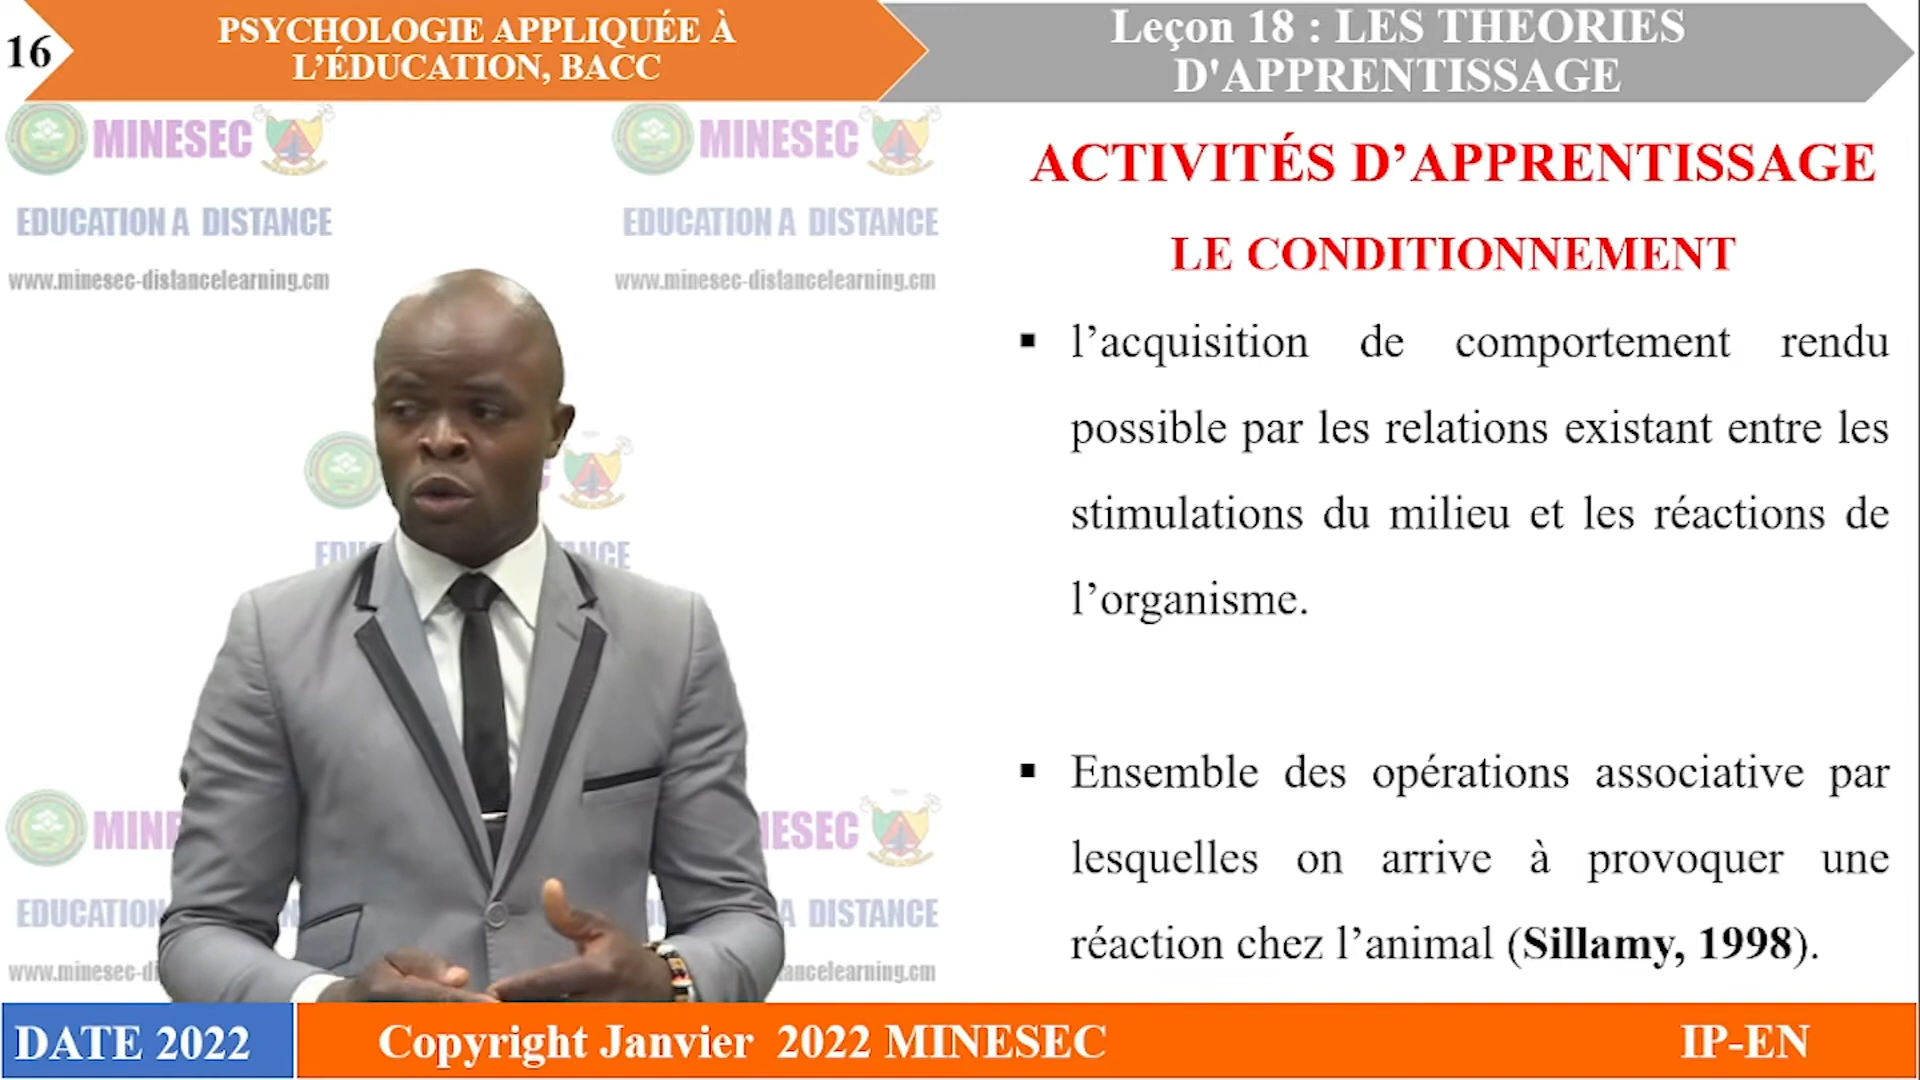 16
PSYCHOLOGIE APPLIQUÉE À
L’ÉDUCATION, BACC
Leçon 18 : LES THEORIES
D'APPRENTISSAGE
MINESEC
EDUCATION A DISTANCE
www.minesec-distancelearning.cm
MINESEC
EDUCATION A DISTANCE
www.minesec-distancelearning.cm
ACTIVITÉS D’APPRENTISSAGE
LE CONDITIONNEMENT
▪ l’acquisition de comportement rendu
possible par les relations existant entre les
stimulations du milieu et les réactions de
l’organisme.
▪ Ensemble des opérations associative par
lesquelles on arrive à provoquer une
réaction chez l’animal (Sillamy, 1998).
DATE 2022
Copyright Janvier 2022 MINESEC
IP-EN